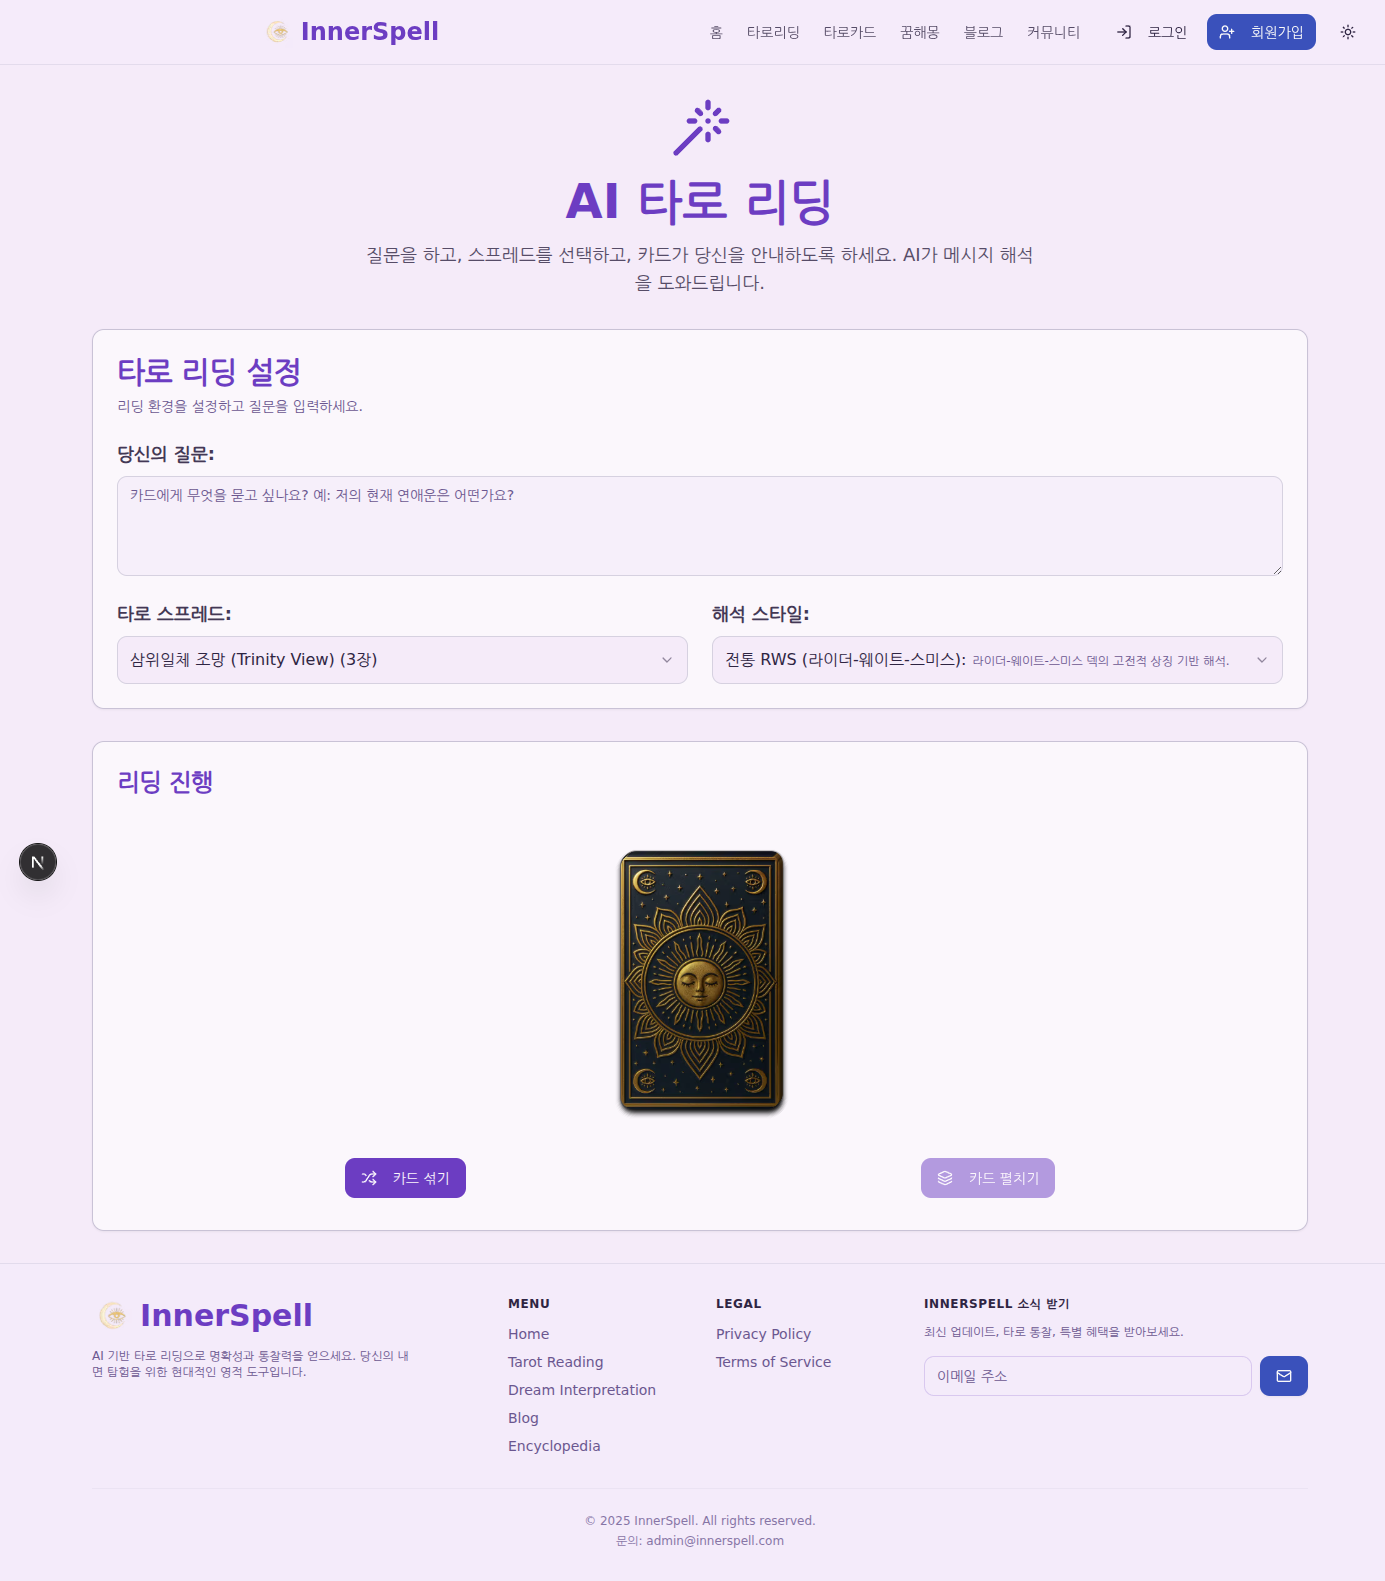 InnerSpell
홈 타로리딩 타로카드 꿈해몽 블로그 커뮤니티 로그인 회원가입
AI 타로 리딩
질문을 하고, 스프레드를 선택하고, 카드가 당신을 안내하도록 하세요. AI가 메시지 해석
을 도와드립니다.
타로 리딩 설정
리딩 환경을 설정하고 질문을 입력하세요.
당신의 질문:
카드에게 무엇을 묻고 싶나요? 예: 저의 현재 연애운은 어떤가요?
타로 스프레드:
삼위일체 조망 (Trinity View) (3장)
해석 스타일:
전통 RWS (라이더-웨이트-스미스): 라이더-웨이트-스미스 덱의 고전적 상징 기반 해석.
리딩 진행
N
카드 섞기
카드 펼치기
InnerSpell
AI 기반 타로 리딩으로 명확성과 통찰력을 얻으세요. 당신의 내
면 탐험을 위한 현대적인 영적 도구입니다.
MENU
Home
Tarot Reading
Dream Interpretation
Blog
Encyclopedia
LEGAL
Privacy Policy
Terms of Service
INNERSPELL 소식 받기
최신 업데이트, 타로 통찰, 특별 혜택을 받아보세요.
이메일 주소
© 2025 InnerSpell. All rights reserved.
문의: admin@innerspell.com